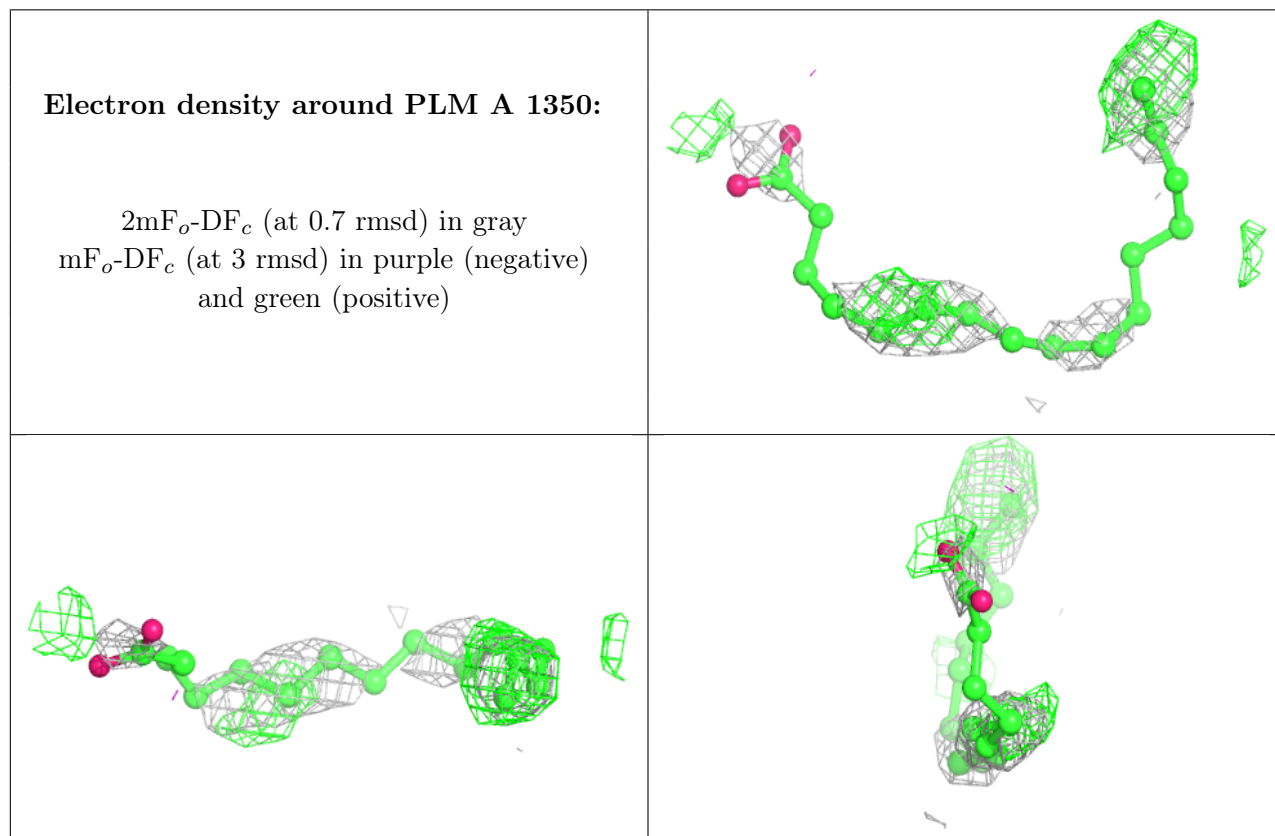 Electron density around PLM A 1350:
2mFo-DFc (at 0.7 rmsd) in gray
mFo-DFc (at 3 rmsd) in purple (negative)
and green (positive)